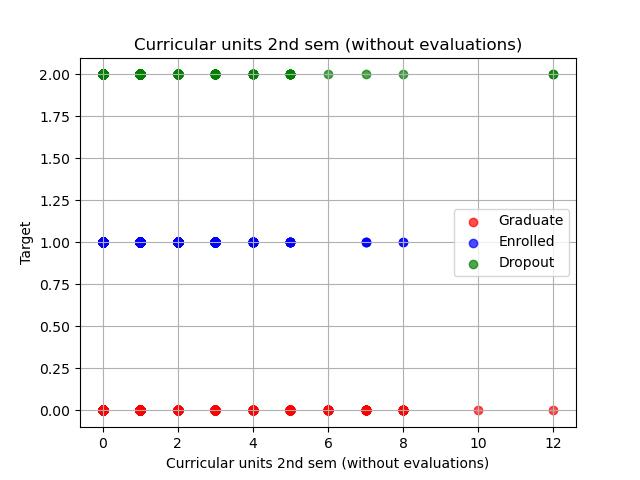 Curricular units 2nd sem (without evaluations)
2.00
1.75
1.50
1.25
1.00
0.75
0.50
0.25
0.00
Target
Graduate
Enrolled
Dropout
0 2 4 6 8 10 12
Curricular units 2nd sem (without evaluations)